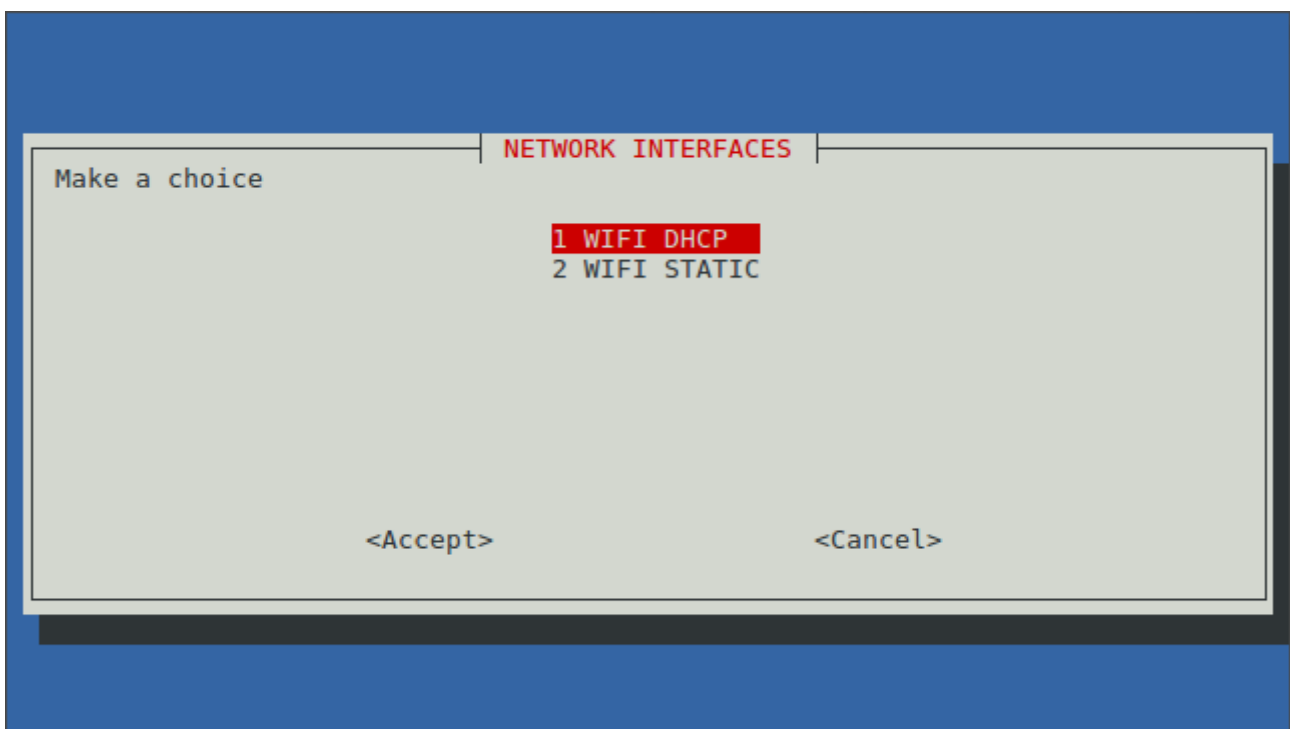 NETWORK INTERFACES
Make a choice
1 WIFI DHCP
2 WIFI STATIC
<Accept> <Cancel>